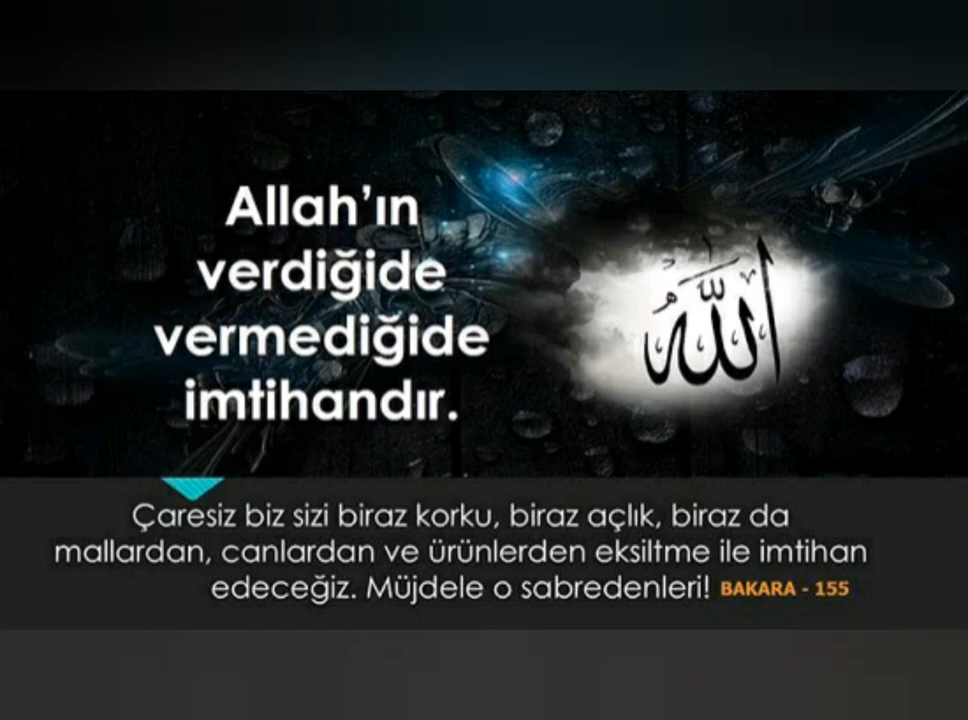 Allah’ın
verdiğide
vermediğide
imtihandır.
الله
Çaresiz biz sizi biraz korku, biraz açlık, biraz da
mallardan, canlardan ve ürünlerden eksiltme ile imtihan
edeceğiz. Müjdele o sabredenleri! BAKARA - 155